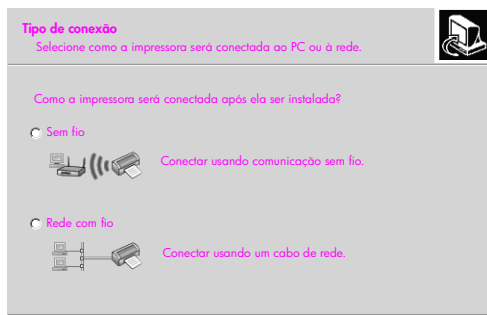 Tipo de conexão
Selecione como a impressora será conectada ao PC ou à rede.
Como a impressora será conectada após ela ser instalada?
Sem fio
Conectar usando comunicação sem fio.
Rede com fio
Conectar usando um cabo de rede.